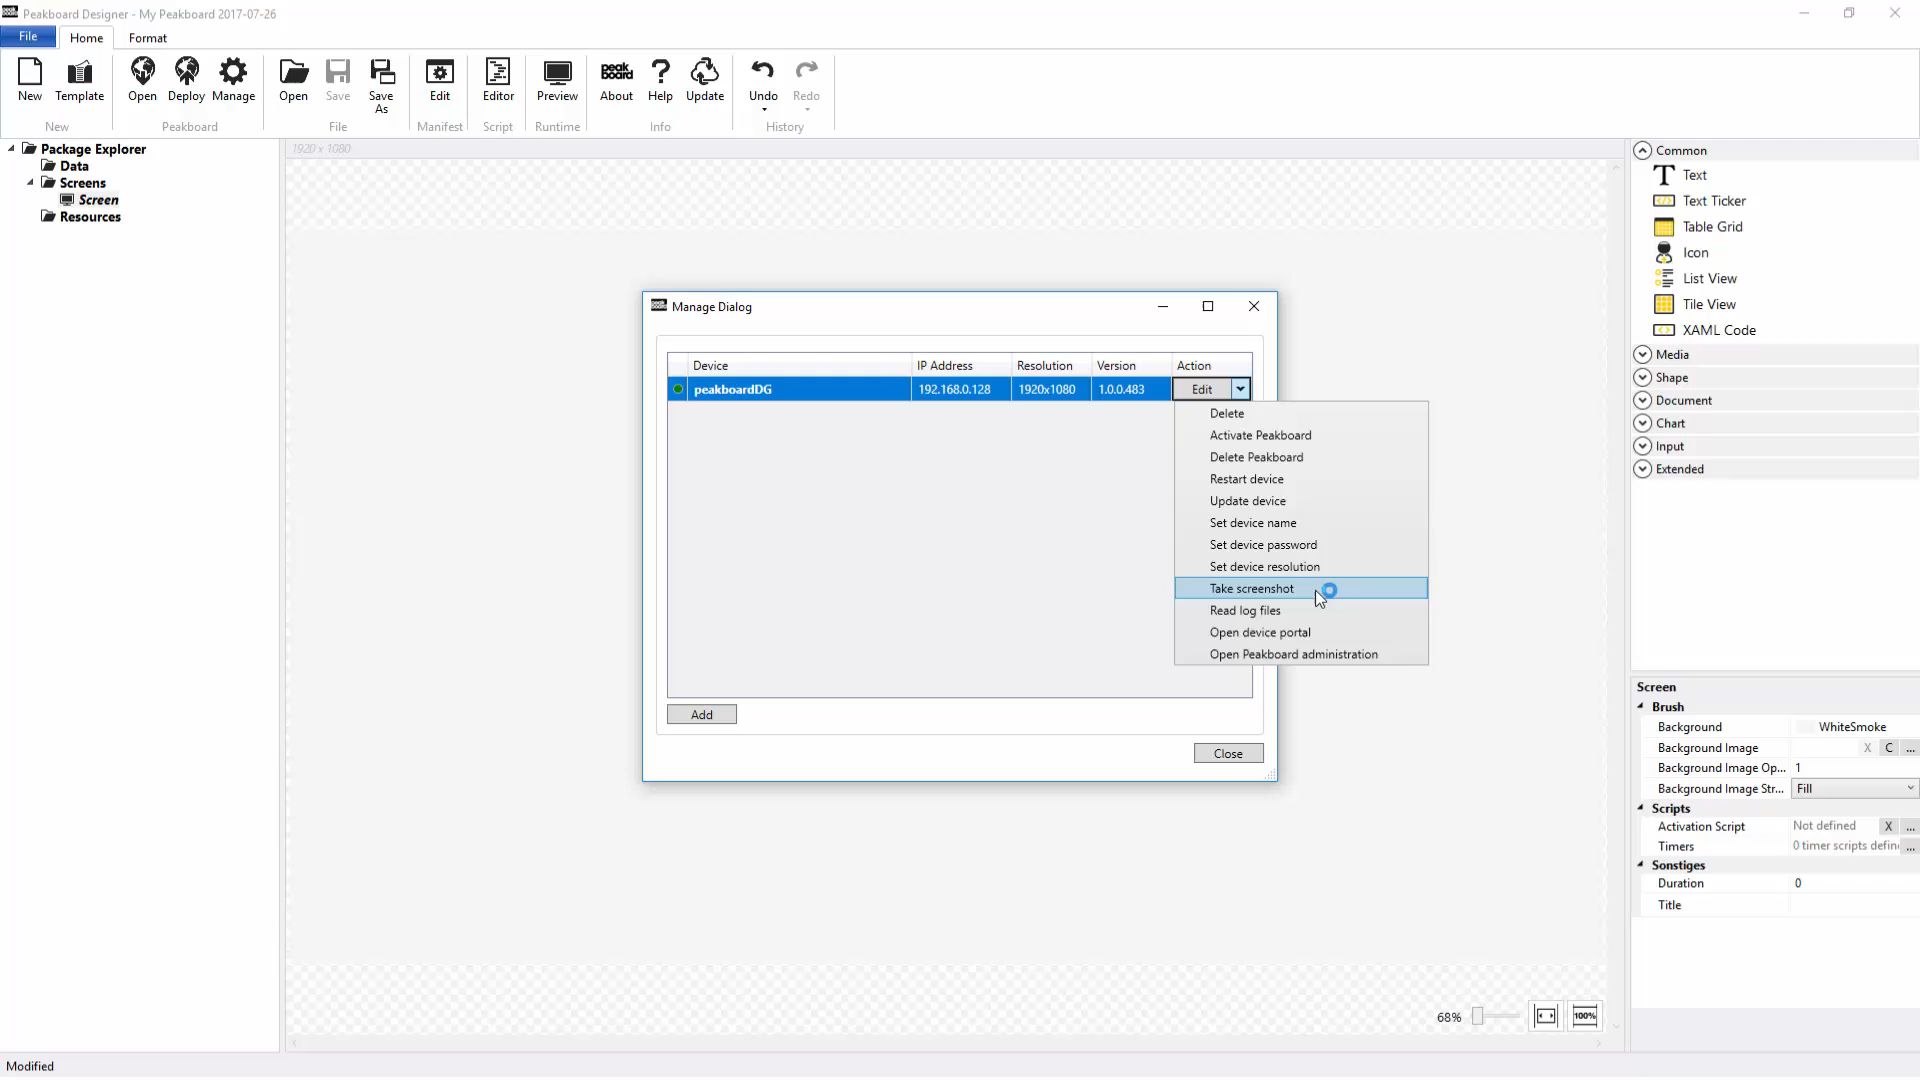 Peakboard Designer - My Peakboard 2017-07-26
File Home Format
New Template Open Deploy Manage Open Save Save As Edit Editor Preview About Help Update Undo Redo
New Peakboard File Manifest Script Runtime Info History
Package Explorer
Data
Screens
Screen
Resources
1920 x 1080
Manage Dialog
Device IP Address Resolution Version Action
peakboardDG 192.168.0.128 1920x1080 1.0.0.483 Edit
Delete
Activate Peakboard
Delete Peakboard
Restart device
Update device
Set device name
Set device password
Set device resolution
Take screenshot
Read log files
Open device portal
Open Peakboard administration
Add
Close
Common
Text
Text Ticker
Table Grid
Icon
List View
Tile View
XAML Code
Media
Shape
Document
Chart
Input
Extended
Screen
Brush
Background WhiteSmoke
Background Image X C ...
Background Image Op... 1
Background Image Str... Fill
Scripts
Activation Script Not defined X ...
Timers 0 timer scripts defin ...
Sonstiges
Duration 0
Title
68% 100%
Modified